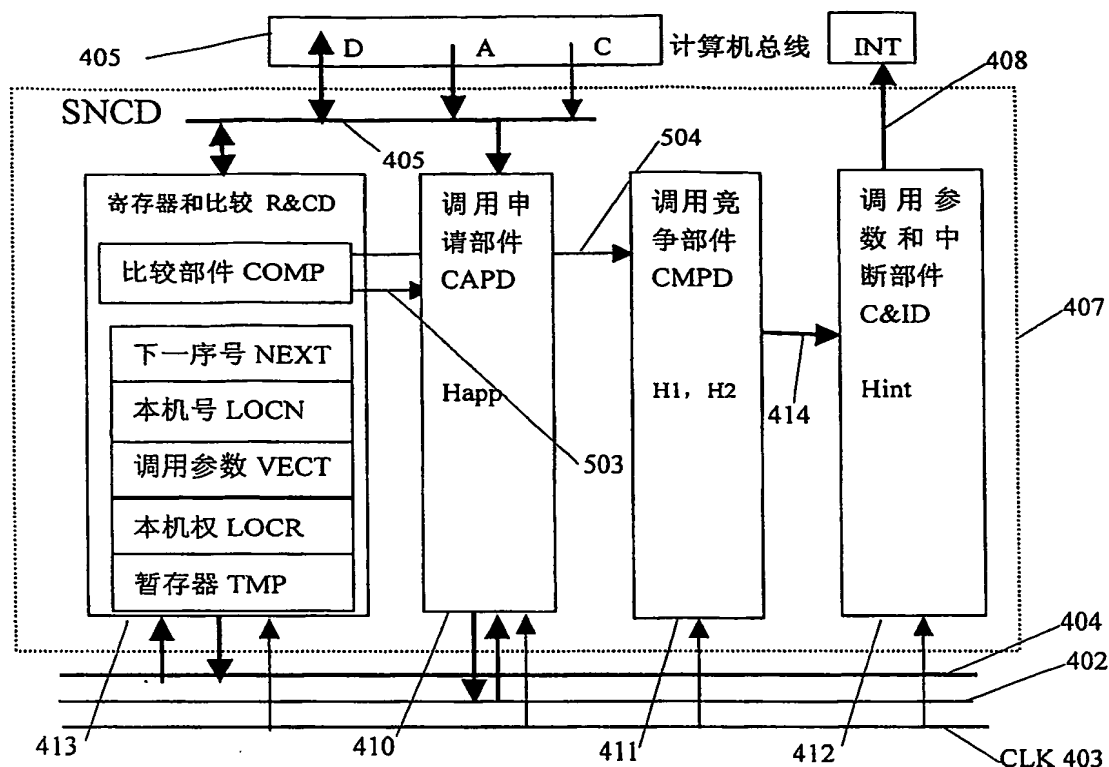 405
D
A
C
计算机总线
INT
408
SNCD
405
504
寄存器和比较 R&CD
比较部件 COMP
下一序号 NEXT
本机号 LOCN
调用参数 VECT
本机权 LOCR
暂存器 TMP
调用申
请部件
CAPD
Happ
503
调用竞
争部件
CMPD
H1，H2
414
调用参
数和中
断部件
C&ID
Hint
407
404
402
413
410
411
412
CLK 403